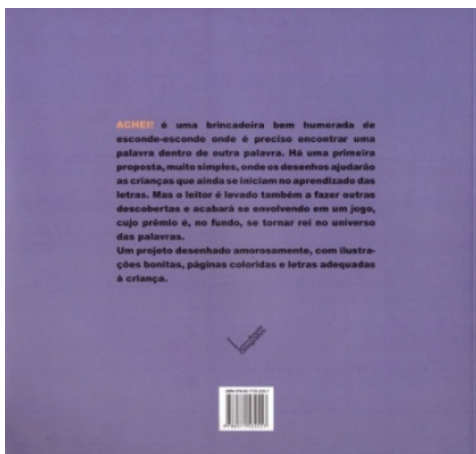 ACHEI! é uma brincadeira bem humorada de
esconde-esconde onde é preciso encontrar uma
palavra dentro de outra palavra. Há uma primeira
proposta, muito simples, onde os desenhos ajudarão
as crianças que ainda se iniciam no aprendizado das
letras. Mas o leitor é levado também a fazer outras
descobertas e acabará se envolvendo em um jogo,
cujo prêmio é, no fundo, se tornar rei no universo
das palavras.
Um projeto desenhado amorosamente, com ilustra-
ções bonitas, páginas coloridas e letras adequadas
à criança.